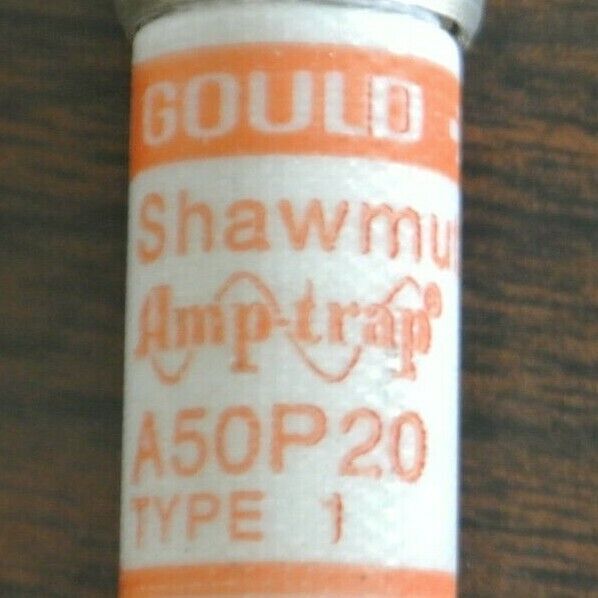 GOULD
Shawmut
Amp-trap®
A50P20
TYPE 1